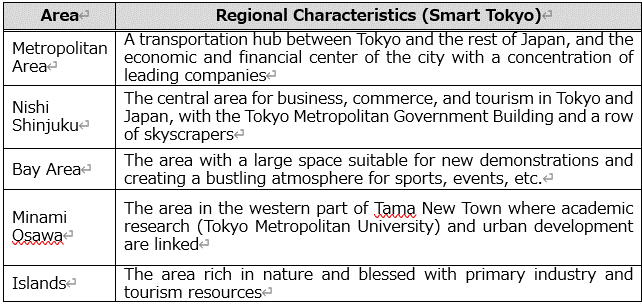 Area
Regional Characteristics (Smart Tokyo)
Metropolitan
Area
A transportation hub between Tokyo and the rest of Japan, and the
economic and financial center of the city with a concentration of
leading companies
Nishi
Shinjuku
The central area for business, commerce, and tourism in Tokyo and
Japan, with the Tokyo Metropolitan Government Building and a row
of skyscrapers
Bay Area
The area with a large space suitable for new demonstrations and
creating a bustling atmosphere for sports, events, etc.
Minami
Osawa
The area in the western part of Tama New Town where academic
research (Tokyo Metropolitan University) and urban development
are linked
Islands
The area rich in nature and blessed with primary industry and
tourism resources